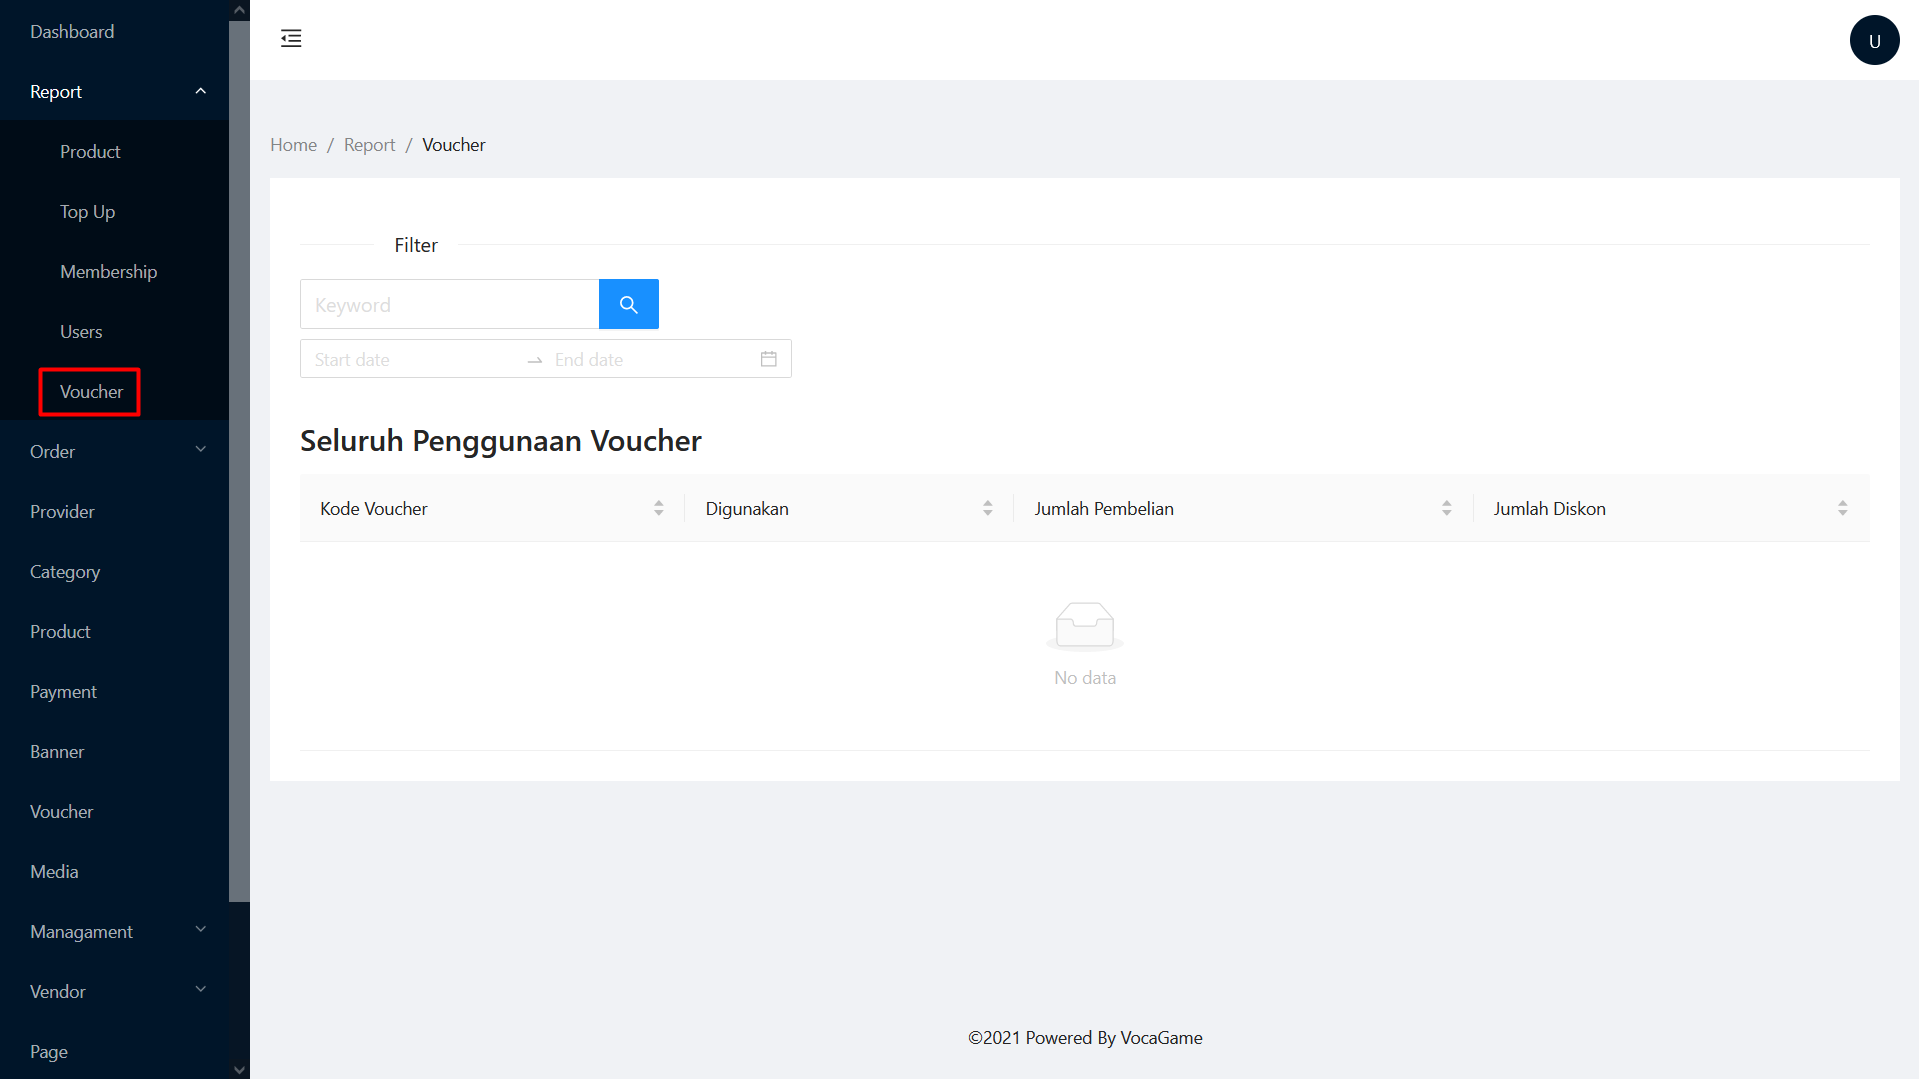 Dashboard
Report
Product
Top Up
Membership
Users
Voucher
Order
Provider
Category
Product
Payment
Banner
Voucher
Media
Managament
Vendor
Page
U
Home / Report / Voucher
Filter
Keyword
Start date → End date
Seluruh Penggunaan Voucher
Kode Voucher Digunakan Jumlah Pembelian Jumlah Diskon
No data
©2021 Powered By VocaGame